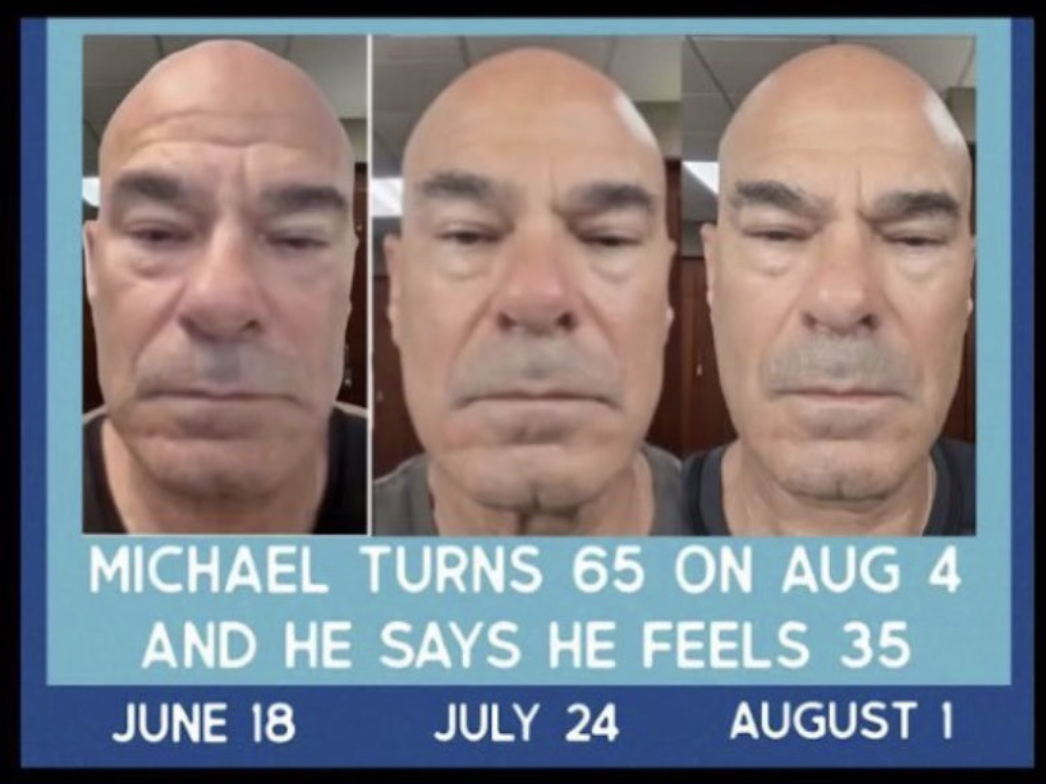 MICHAEL TURNS 65 ON AUG 4
AND HE SAYS HE FEELS 35
JUNE 18 JULY 24 AUGUST 1